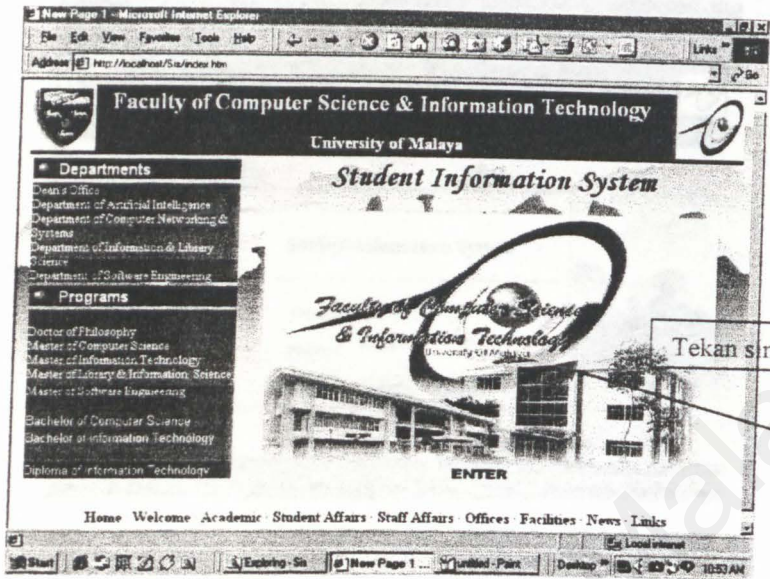 New Page 1 - Microsoft Internet Explorer
File Edit View Favorites Tools Help
Links »
Address http://localhost/Sis/index.htm
Go
Faculty of Computer Science & Information Technology
University of Malaya
Departments
Dean's Office
Department of Artificial Intelligence
Department of Computer Networking &
Systems
Department of Information & Library
Science
Department of Software Engineering
Programs
Doctor of Philosophy
Master of Computer Science
Master of Information Technology
Master of Library & Information Science
Master of Software Engineering
Bachelor of Computer Science
Bachelor of Information Technology
Diploma of Information Technology
Student Information System
Faculty of Computer Science
& Information Technology
University Of Malaya
Tekan
ENTER
Home Welcome Academic · Student Affairs · Staff Affairs · Offices · Facilities · News · Links
Local intranet
Start
Exploring - Sis
New Page 1 ...
untitled - Paint
Desktop »
10:53 AM